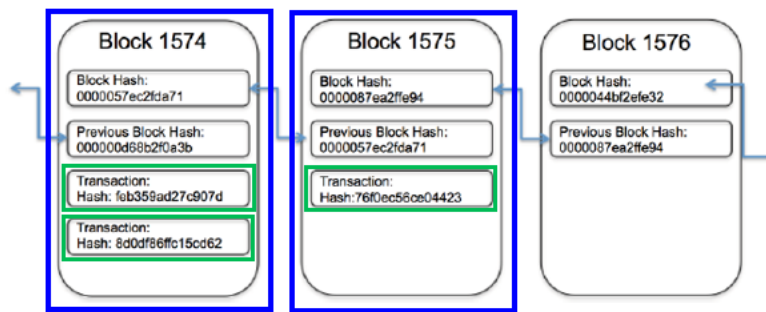 Block 1574
Block Hash:
0000057ec2fda71
Previous Block Hash:
000000d68b2f0a3b
Transaction:
Hash: feb359ad27c907d
Transaction:
Hash: 8d0df86ffc15cd62
Block 1575
Block Hash:
0000087ea2ffe94
Previous Block Hash:
0000057ec2fda71
Transaction:
Hash:76f0ec56ce04423
Block 1576
Block Hash:
0000044bf2efe32
Previous Block Hash:
0000087ea2ffe94